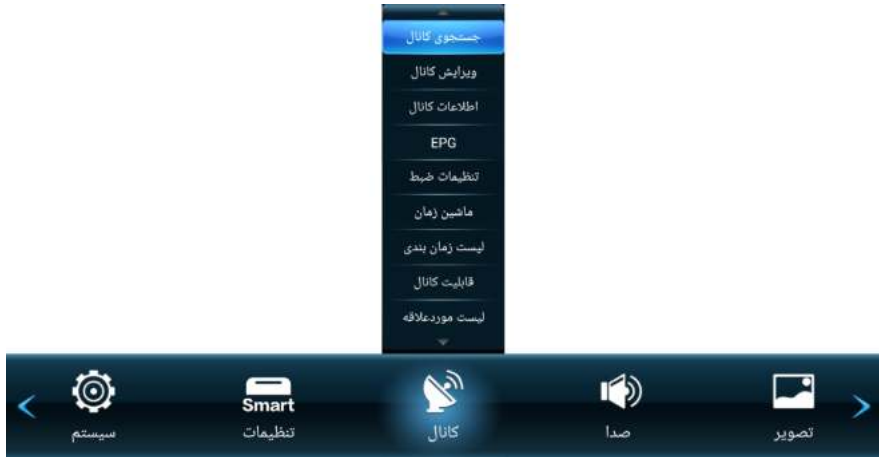 جستجوی کانال
ویرایش کانال
اطلاعات کانال
EPG
تنظیمات ضبط
ماشین زمان
لیست زمان بندی
قابلیت کانال
لیست موردعلاقه
Smart
تصویر
صدا
کانال
تنظیمات
سیستم